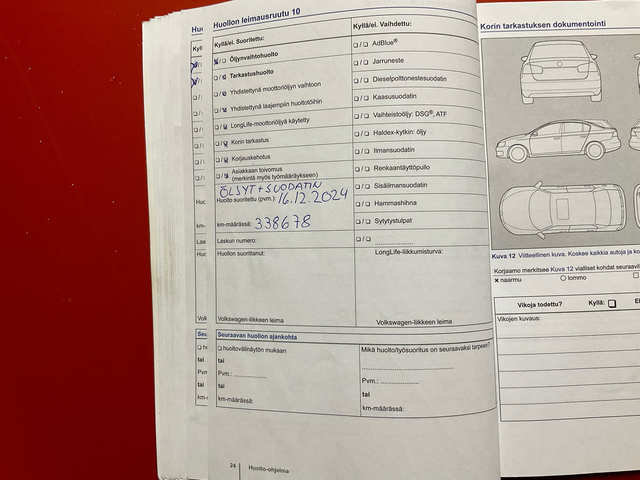 Huollon leimausruutu 10
Kyllä/ei. Suoritettu:
❏ / ❏ Öljynvaihtohuolto
❏ / ❏ Tarkastushuolto
❏ / ❏ Yhdistettynä moottoriöljyn vaihtoon
❏ / ❏ Yhdistettynä laajempiin huoltotöihin
❏ / ❏ LongLife-moottoriöljyä käytetty
❏ / ❏ Korin tarkastus
❏ / ❏ Korjauskehotus
❏ / ❏ Asiakkaan toivomus
(merkintä myös työmääräykseen)
ÖLJYT + SUODATIN
Huolto suoritettu (pvm.): 16.12.2024
km-määrässä: 338678
Laskun numero:
Huollon suorittanut:
Volkswagen-liikkeen leima
Kyllä/ei. Vaihdettu:
❏ / ❏ AdBlue®
❏ / ❏ Jarruneste
❏ / ❏ Dieselpolttonestesuodatin
❏ / ❏ Kaasusuodatin
❏ / ❏ Vaihteistoöljy: DSG®, ATF
❏ / ❏ Haldex-kytkin: öljy
❏ / ❏ Ilmansuodatin
❏ / ❏ Renkaantäyttöpullo
❏ / ❏ Sisäilmansuodatin
❏ / ❏ Hammashihna
❏ / ❏ Sytytystulpat
❏ / ❏ ....................
LongLife-liikkumisturva:
Volkswagen-liikkeen leima
Seuraavan huollon ajankohta
❏ huoltovälinäytön mukaan
tai
Pvm.: ....................
tai
km-määrässä:
Mikä huolto/työsuoritus on seuraavaksi tarpeen?
........................................
Pvm.: ....................
tai
km-määrässä:
24 Huolto-ohjelma
Korin tarkastuksen dokumentointi
Kuva 12 Viitteellinen kuva. Koskee kaikkia autoja ja ko
Korjaamo merkitsee Kuva 12 vialliset kohdat seuraavil
x naarmu ○ lommo ❏
Vikoja todettu? Kyllä: ❏ Ei
Vikojen kuvaus: